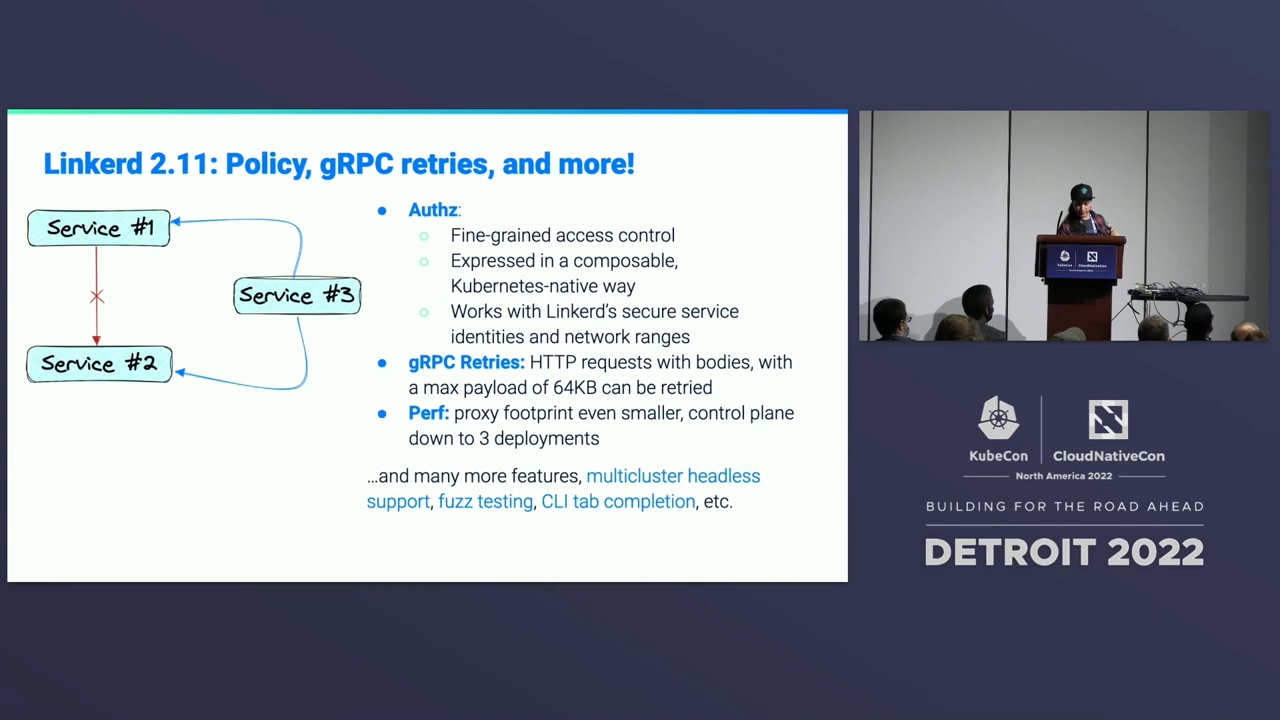 Linkerd 2.11: Policy, gRPC retries, and more!
Service #1
Service #3
Service #2
● Authz:
○ Fine-grained access control
○ Expressed in a composable,
Kubernetes-native way
○ Works with Linkerd’s secure service
identities and network ranges
● gRPC Retries: HTTP requests with bodies, with
a max payload of 64KB can be retried
● Perf: proxy footprint even smaller, control plane
down to 3 deployments
…and many more features, multicluster headless
support, fuzz testing, CLI tab completion, etc.
KubeCon CloudNativeCon
KubeCon CloudNativeCon
North America 2022
BUILDING FOR THE ROAD AHEAD
DETROIT 2022